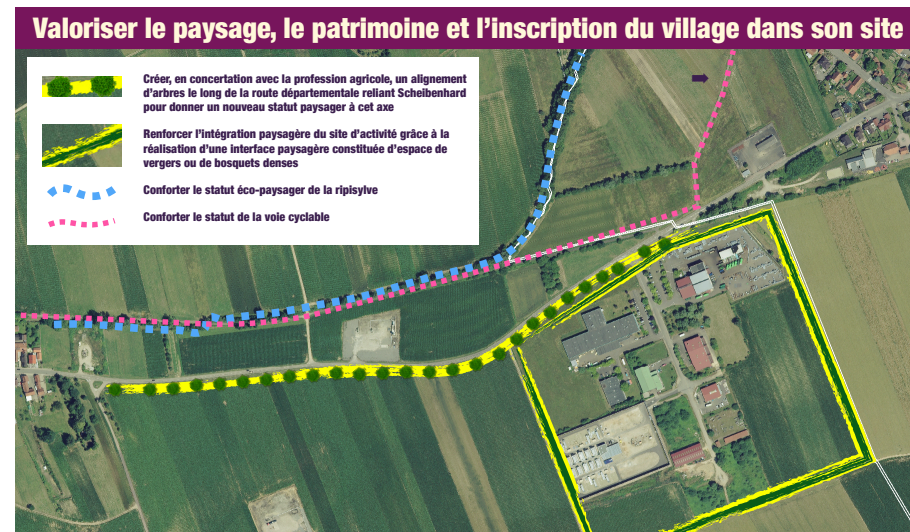 Valoriser le paysage, le patrimoine et l'inscription du village dans son site
Créer, en concertation avec la profession agricole, un alignement
d'arbres le long de la route départementale reliant Scheibenhard
pour donner un nouveau statut paysager à cet axe
Renforcer l'intégration paysagère du site d'activité grâce à la
réalisation d'une interface paysagère constituée d'espace de
vergers ou de bosquets denses
Conforter le statut éco-paysager de la ripisylve
Conforter le statut de la voie cyclable